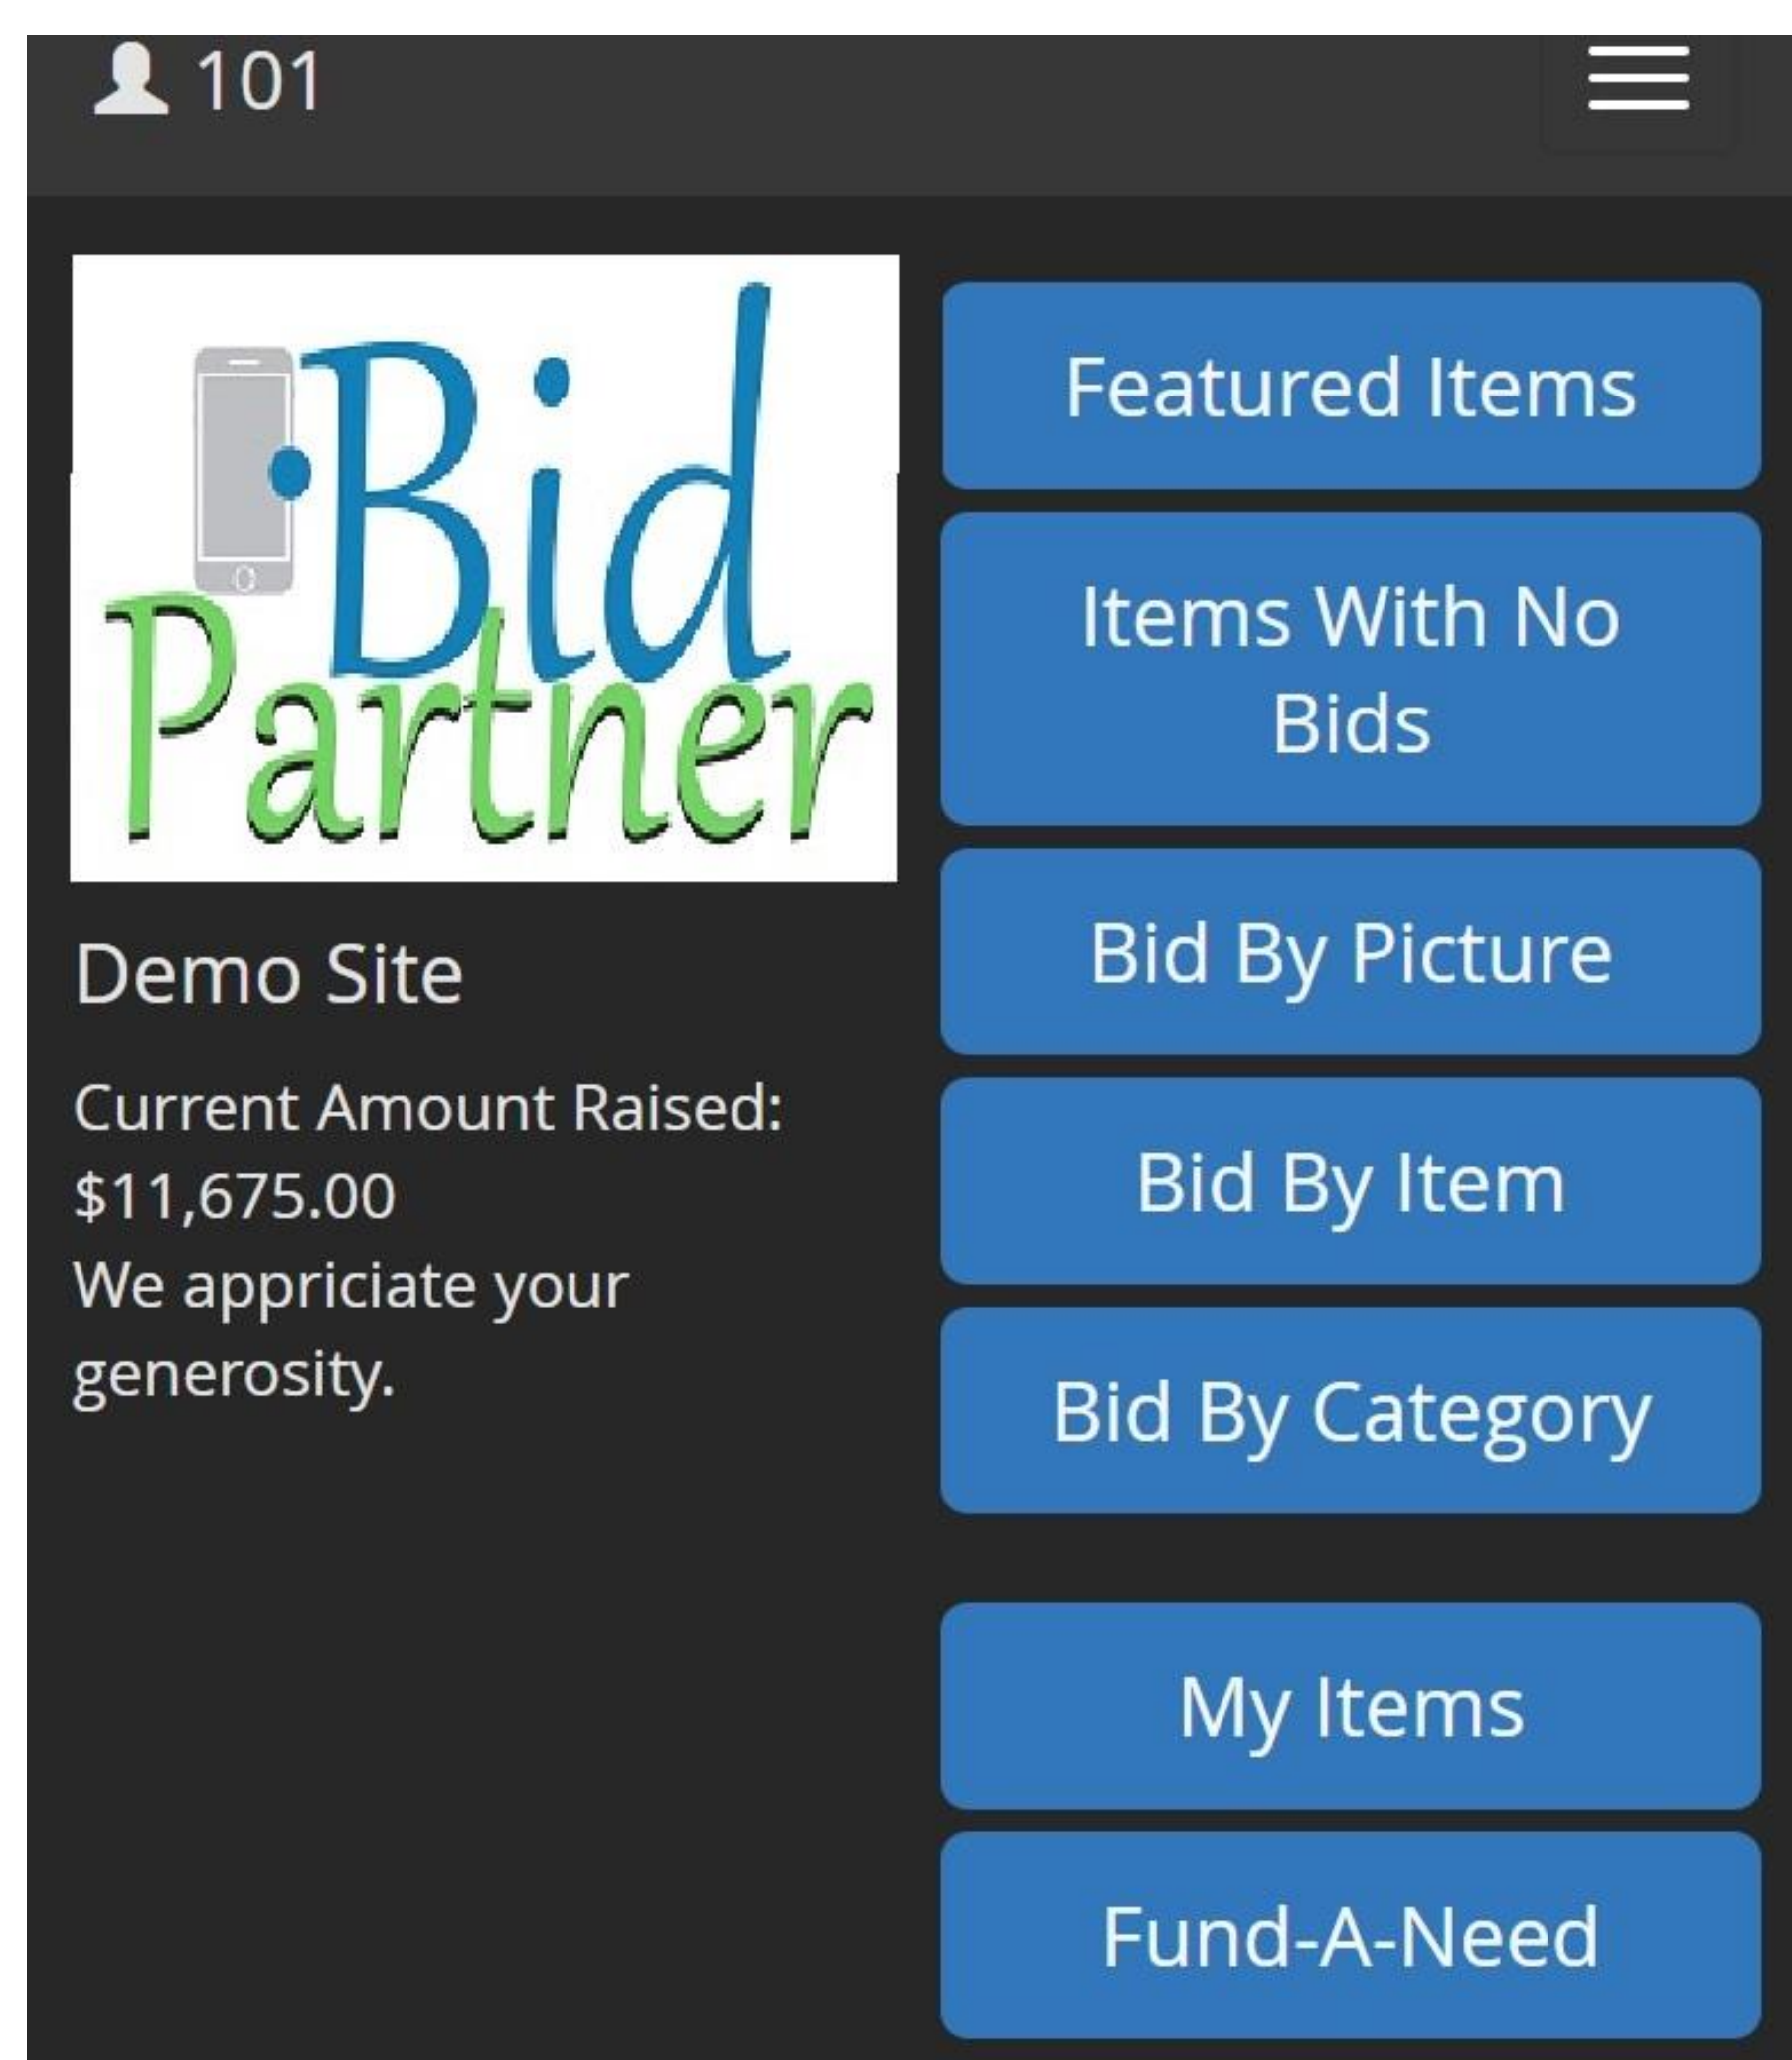 101
Bid
Partner
Demo Site
Current Amount Raised:
$11,675.00
We appriciate your
generosity.
Featured Items
Items With No
Bids
Bid By Picture
Bid By Item
Bid By Category
My Items
Fund-A-Need